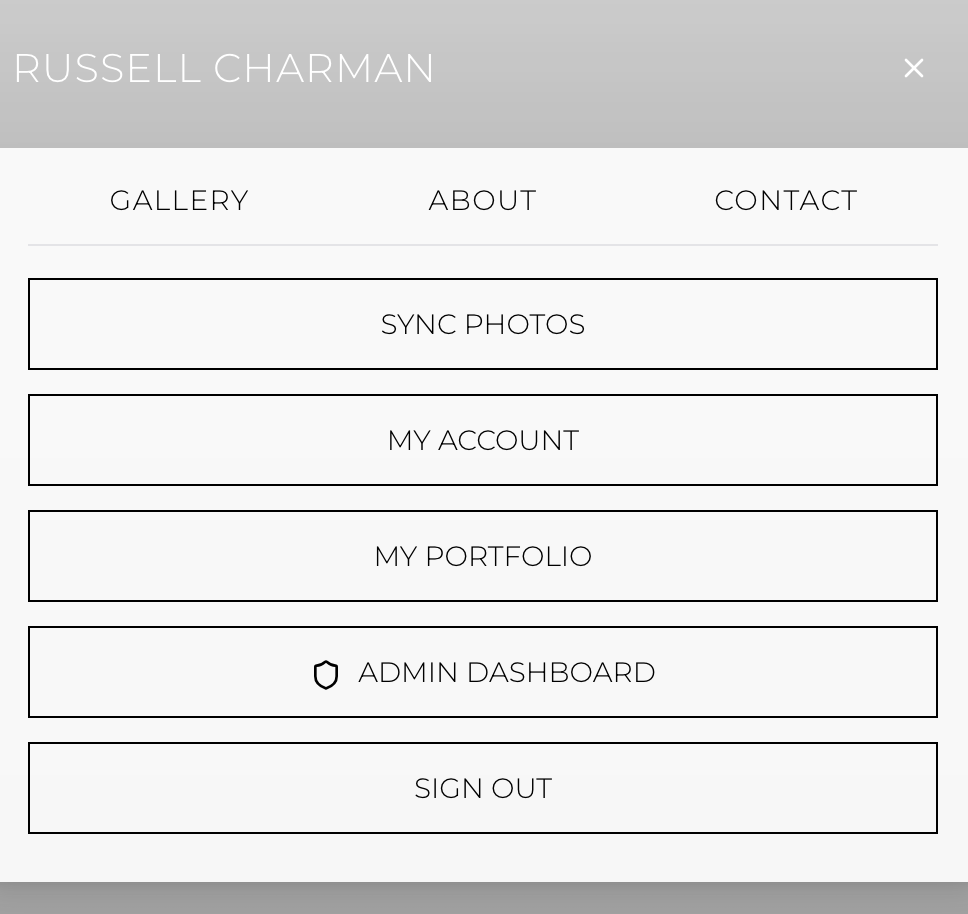 RUSSELL CHARMAN
GALLERY ABOUT CONTACT
SYNC PHOTOS
MY ACCOUNT
MY PORTFOLIO
ADMIN DASHBOARD
SIGN OUT